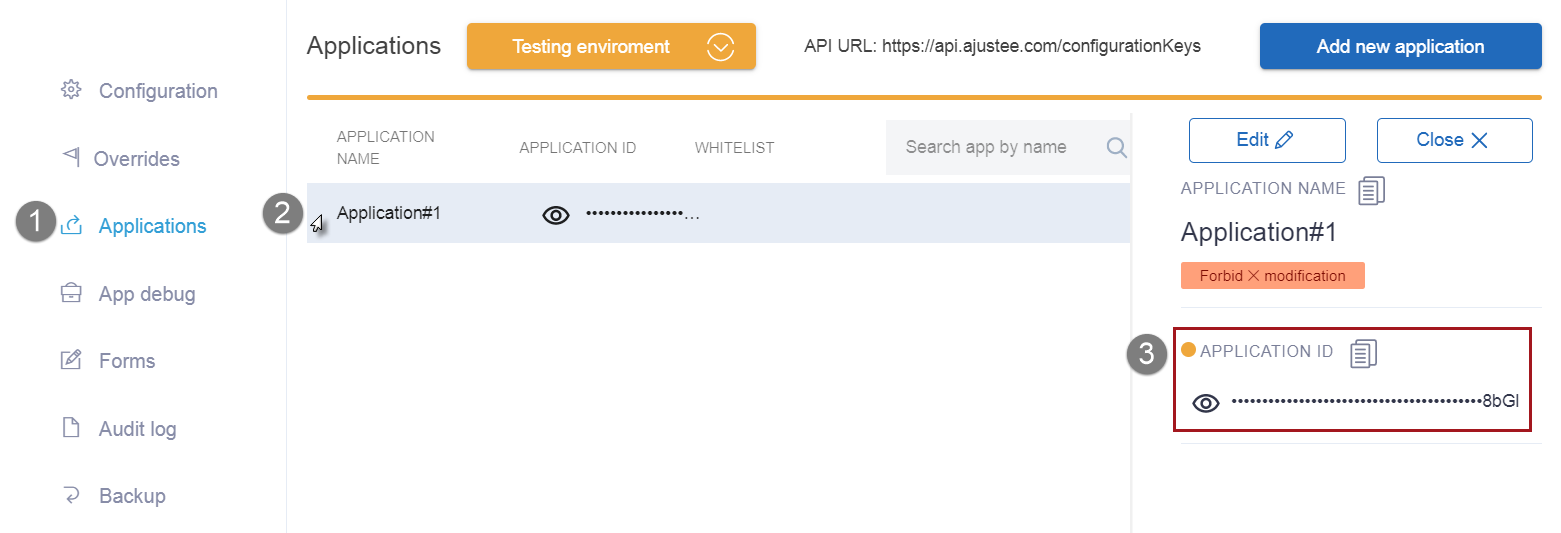 Applications
Testing enviroment
API URL: https://api.ajustee.com/configurationKeys
Add new application
Configuration
Overrides
1
Applications
App debug
Forms
Audit log
Backup
APPLICATION
NAME
APPLICATION ID
WHITELIST
Search app by name
2
Application#1
••••••••••••••••...
Edit
Close
APPLICATION NAME
Application#1
Forbid modification
3
APPLICATION ID
••••••••••••••••••••••••••••••••••••••••••8bGl